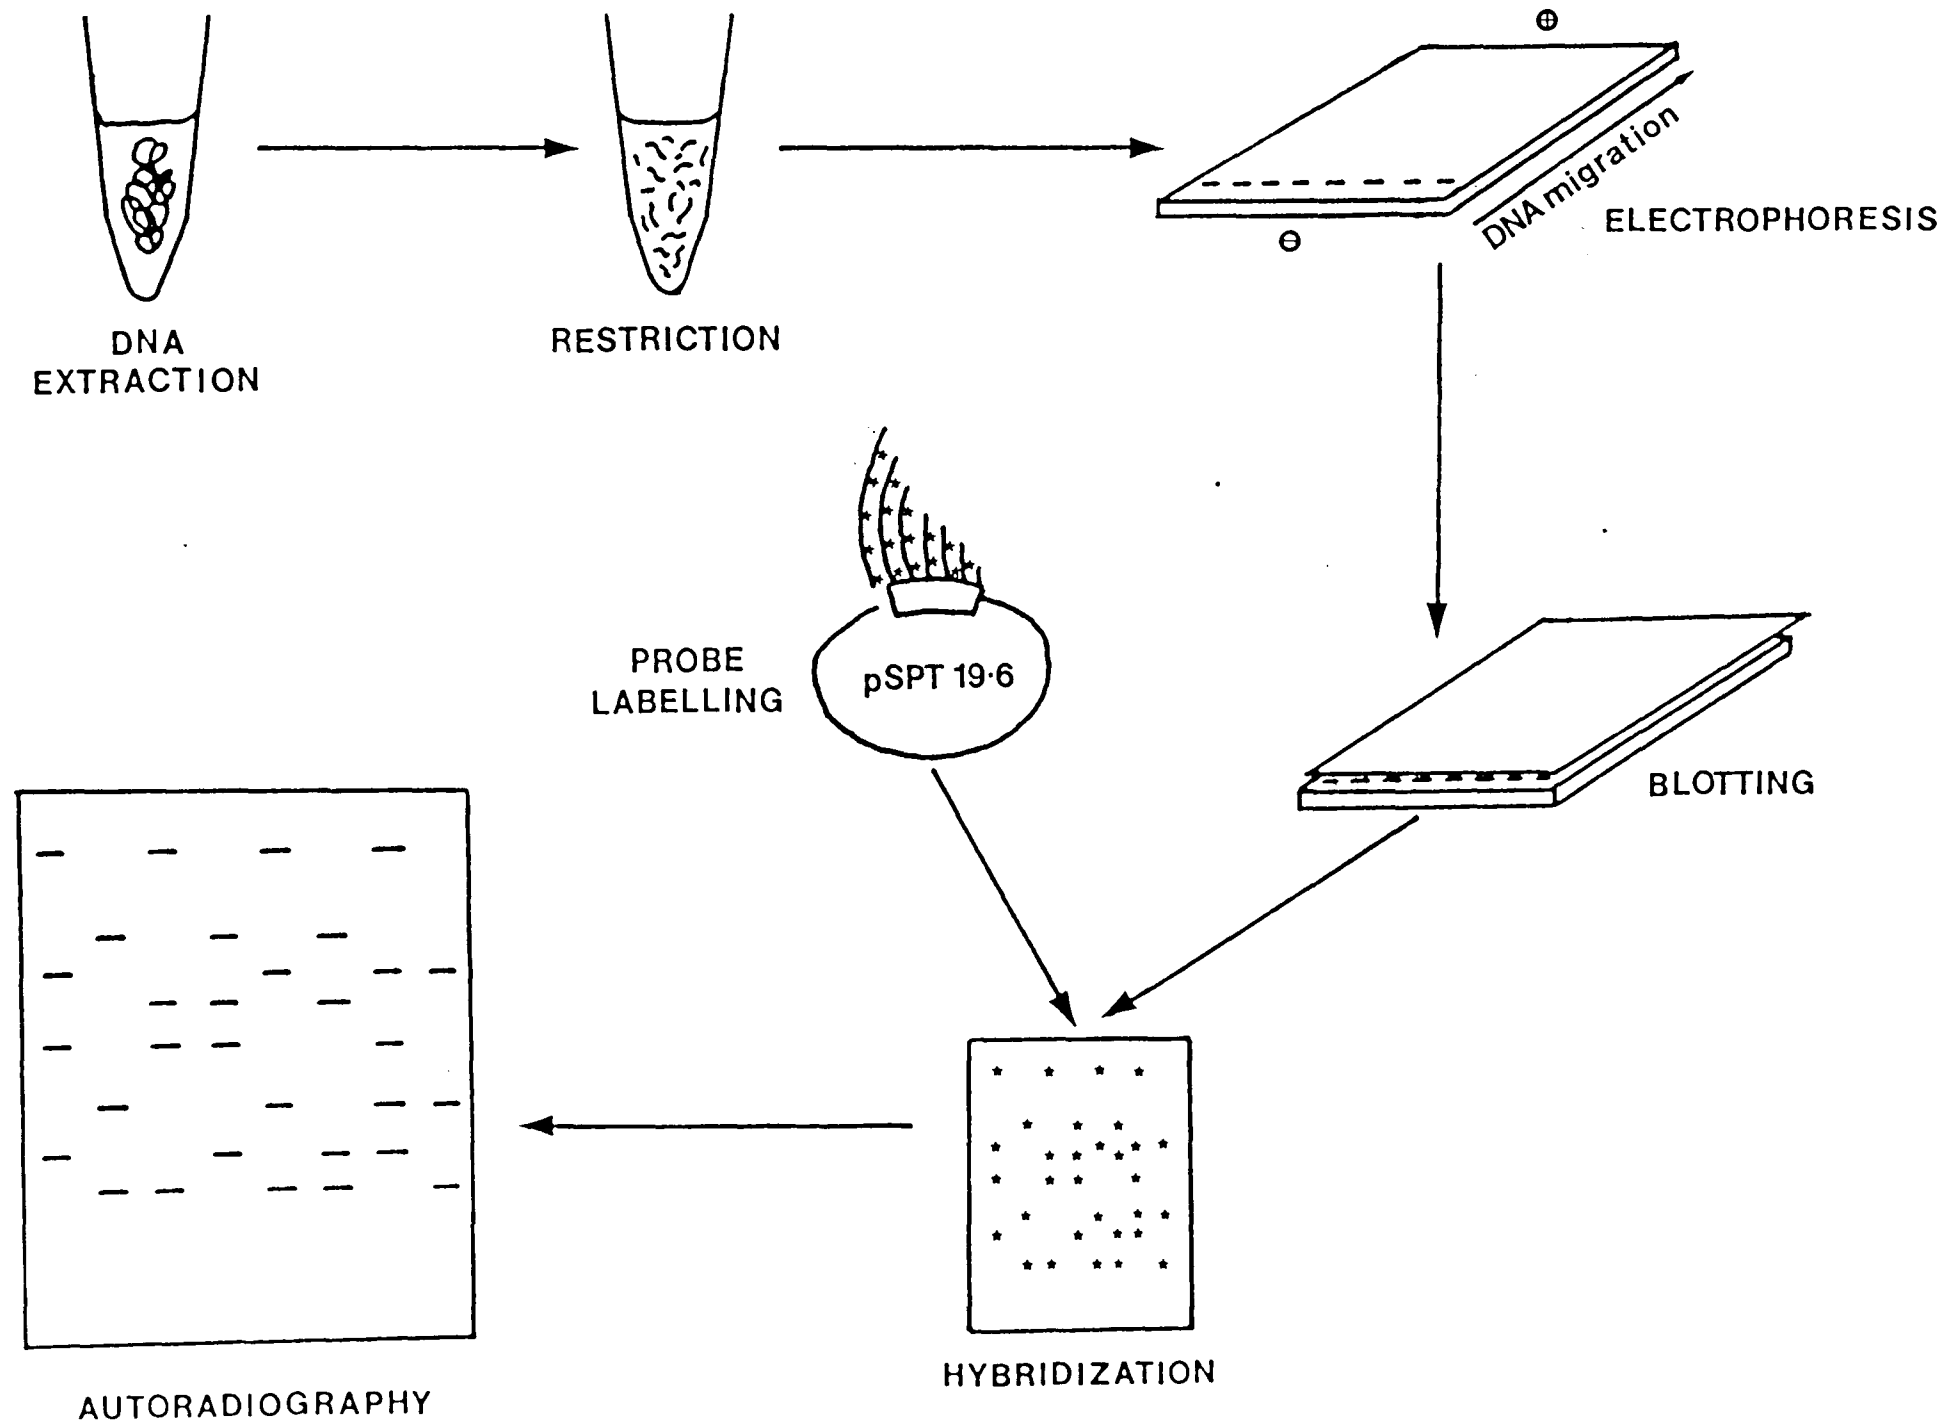 ⊕
DNA migration
ELECTROPHORESIS
⊖
DNA
EXTRACTION
RESTRICTION
PROBE
LABELLING
pSPT 19·6
BLOTTING
HYBRIDIZATION
AUTORADIOGRAPHY